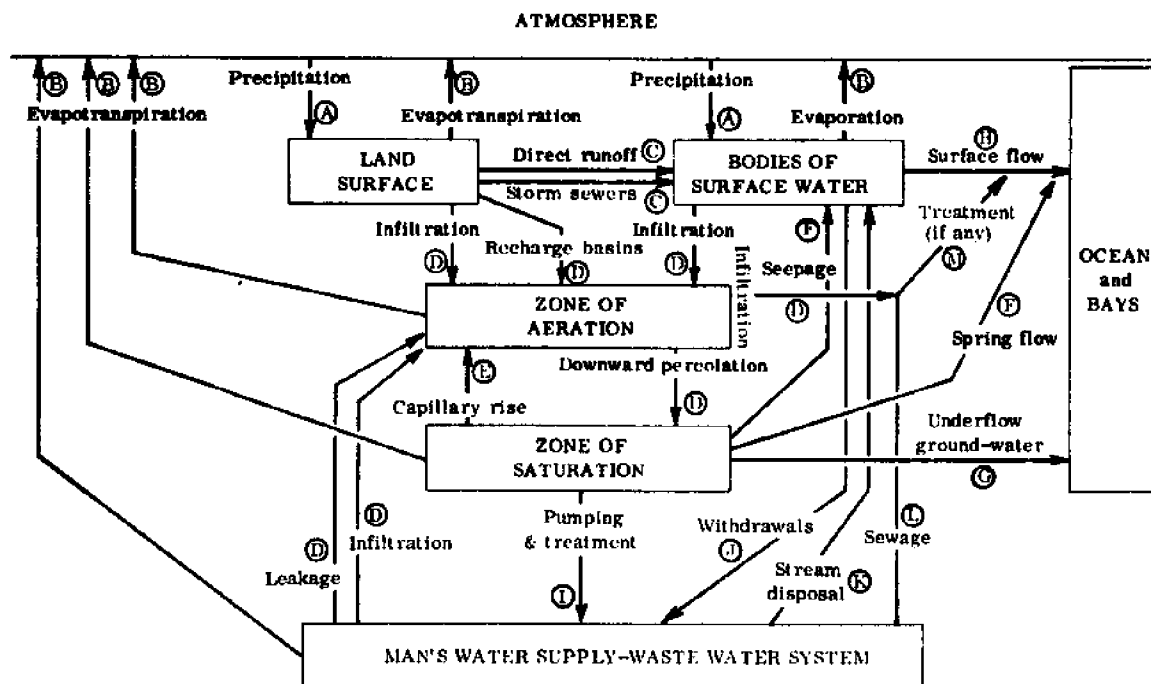 ATMOSPHERE
Ⓑ Ⓑ Ⓑ
Precipitation
Ⓑ
Precipitation
Ⓑ
Evapotranspiration
Ⓐ
Evapotranspiration
Ⓐ
Evaporation
LAND
SURFACE
Direct runoff Ⓒ
Storm sewers Ⓒ
BODIES OF
SURFACE WATER
Ⓗ
Surface flow
Infiltration
Ⓓ
Recharge basins
Ⓓ
Infiltration
Ⓓ
Infiltration
Ⓕ
Seepage
Ⓓ
Treatment
(if any)
Ⓜ
OCEAN
and
BAYS
ZONE OF
AERATION
Ⓕ
Spring flow
Ⓔ
Capillary rise
Downward percolation
Ⓓ
ZONE OF
SATURATION
Underflow
ground-water
Ⓖ
Ⓓ
Infiltration
Ⓓ
Leakage
Pumping
& treatment
Ⓘ
Withdrawals
Ⓙ
Stream
disposal Ⓚ
Ⓛ
Sewage
MAN'S WATER SUPPLY-WASTE WATER SYSTEM